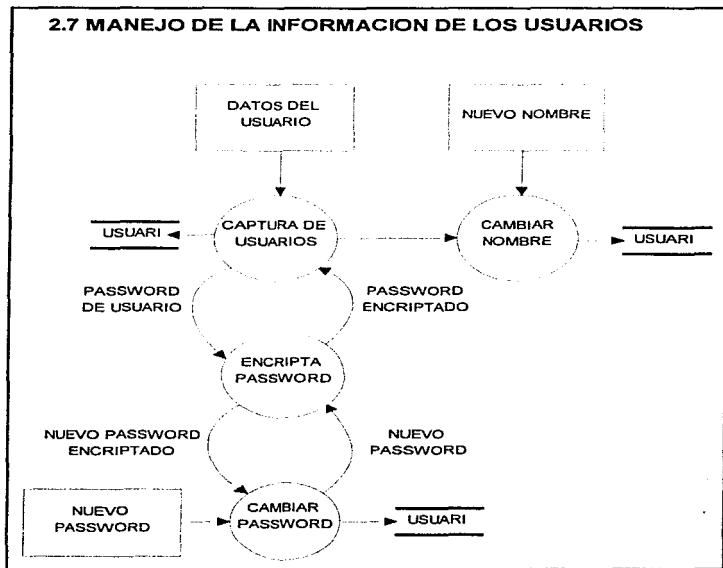 2.7 MANEJO DE LA INFORMACION DE LOS USUARIOS
DATOS DEL
USUARIO
NUEVO NOMBRE
USUARI
CAPTURA DE
USUARIOS
CAMBIAR
NOMBRE
USUARI
PASSWORD
DE USUARIO
PASSWORD
ENCRIPTADO
ENCRIPTA
PASSWORD
NUEVO PASSWORD
ENCRIPTADO
NUEVO
PASSWORD
NUEVO
PASSWORD
CAMBIAR
PASSWORD
USUARI